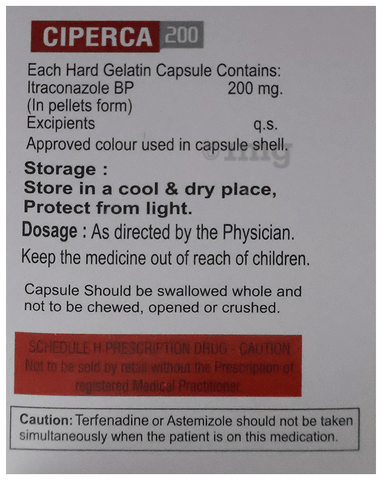 CIPERCA 200
Each Hard Gelatin Capsule Contains:
Itraconazole BP 200 mg.
(In pellets form)
Excipients q.s.
Approved colour used in capsule shell.
Storage :
Store in a cool & dry place,
Protect from light.
Dosage : As directed by the Physician.
Keep the medicine out of reach of children.
Capsule Should be swallowed whole and
not to be chewed, opened or crushed.
SCHEDULE H PRESCRIPTION DRUG - CAUTION
Not to be sold by retail without the Prescription of
registered Medical Practitioner
Caution: Terfenadine or Astemizole should not be taken
simultaneously when the patient is on this medication.